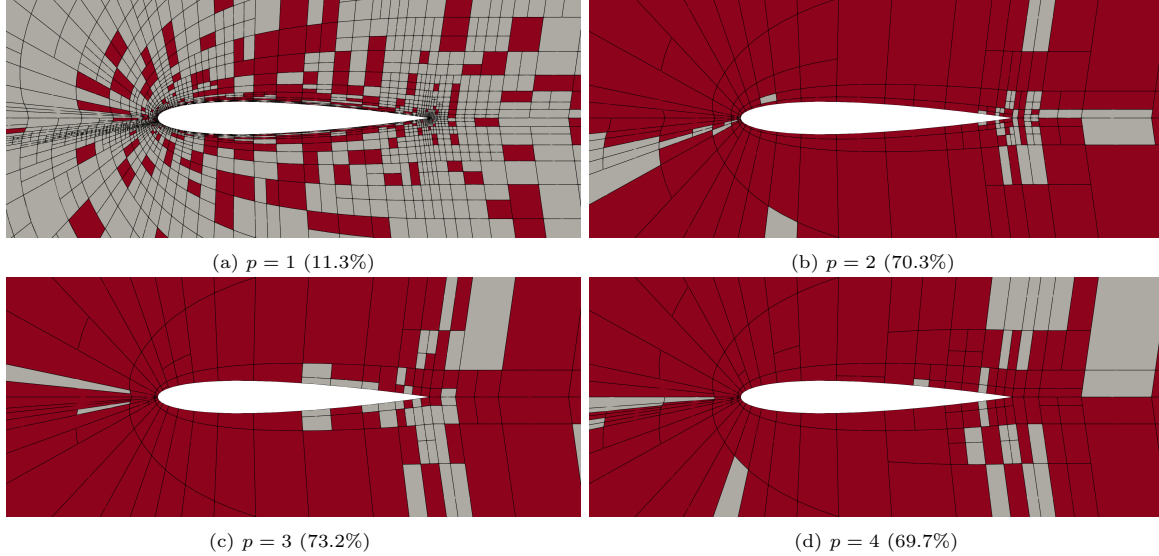 (a) p = 1 (11.3%)
(b) p = 2 (70.3%)
(c) p = 3 (73.2%)
(d) p = 4 (69.7%)